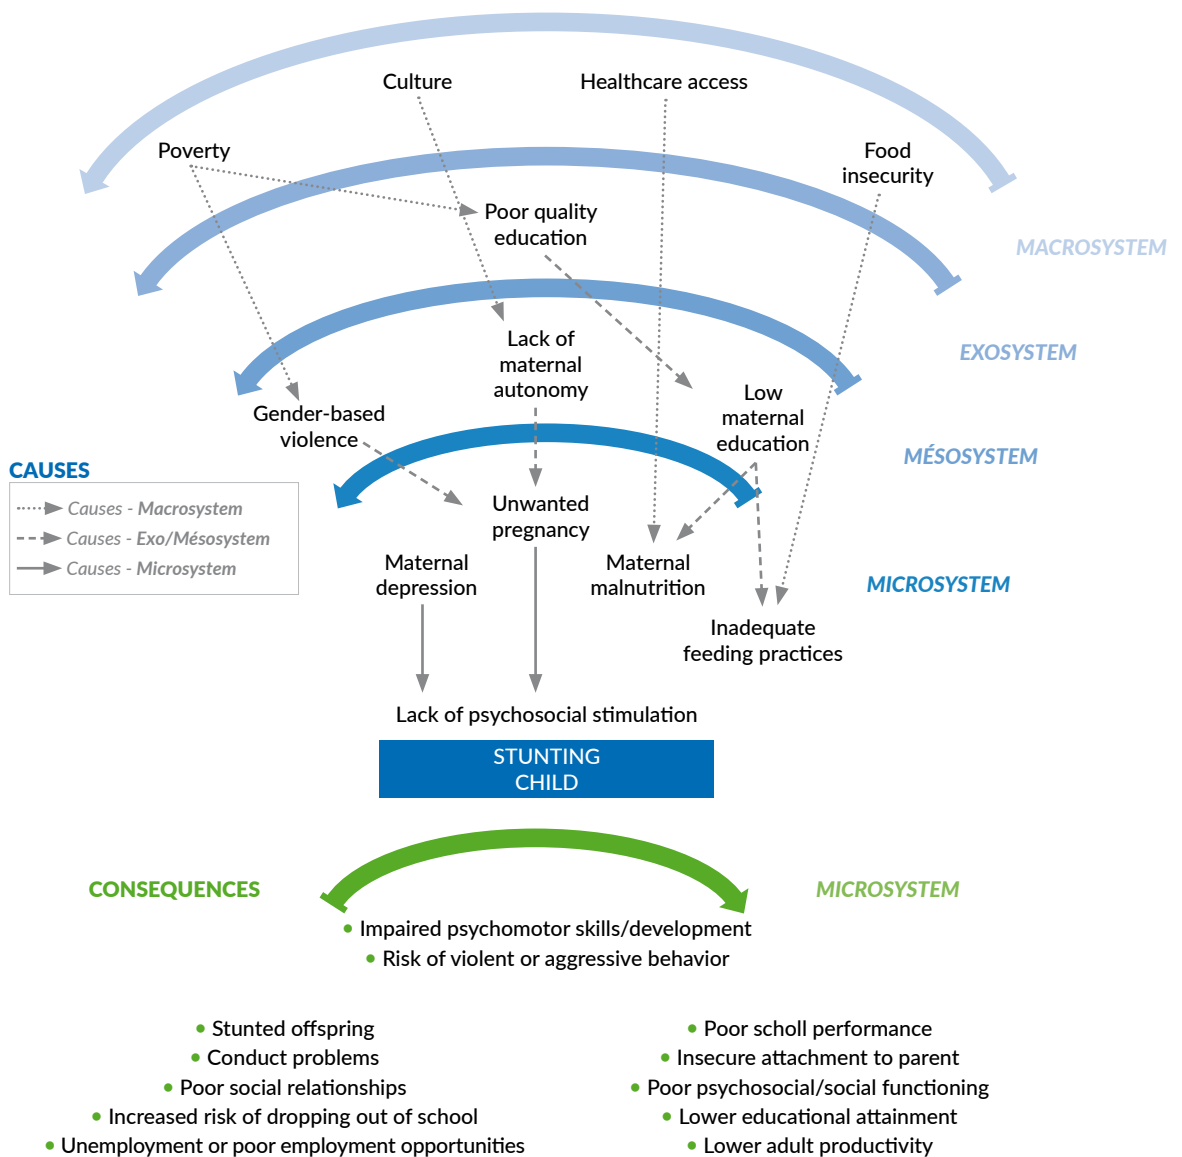 Culture
Healthcare access
Poverty
Food
insecurity
Poor quality
education
MACROSYSTEM
Lack of
maternal
autonomy
EXOSYSTEM
Gender-based
violence
Low
maternal
education
MÉSOSYSTEM
CAUSES
Causes - Macrosystem
Causes - Exo/Mésosystem
Causes - Microsystem
Unwanted
pregnancy
Maternal
depression
Maternal
malnutrition
MICROSYSTEM
Inadequate
feeding practices
Lack of psychosocial stimulation
STUNTING
CHILD
CONSEQUENCES
MICROSYSTEM
• Impaired psychomotor skills/development
• Risk of violent or aggressive behavior
• Stunted offspring
• Conduct problems
• Poor social relationships
• Increased risk of dropping out of school
• Unemployment or poor employment opportunities
• Poor scholl performance
• Insecure attachment to parent
• Poor psychosocial/social functioning
• Lower educational attainment
• Lower adult productivity